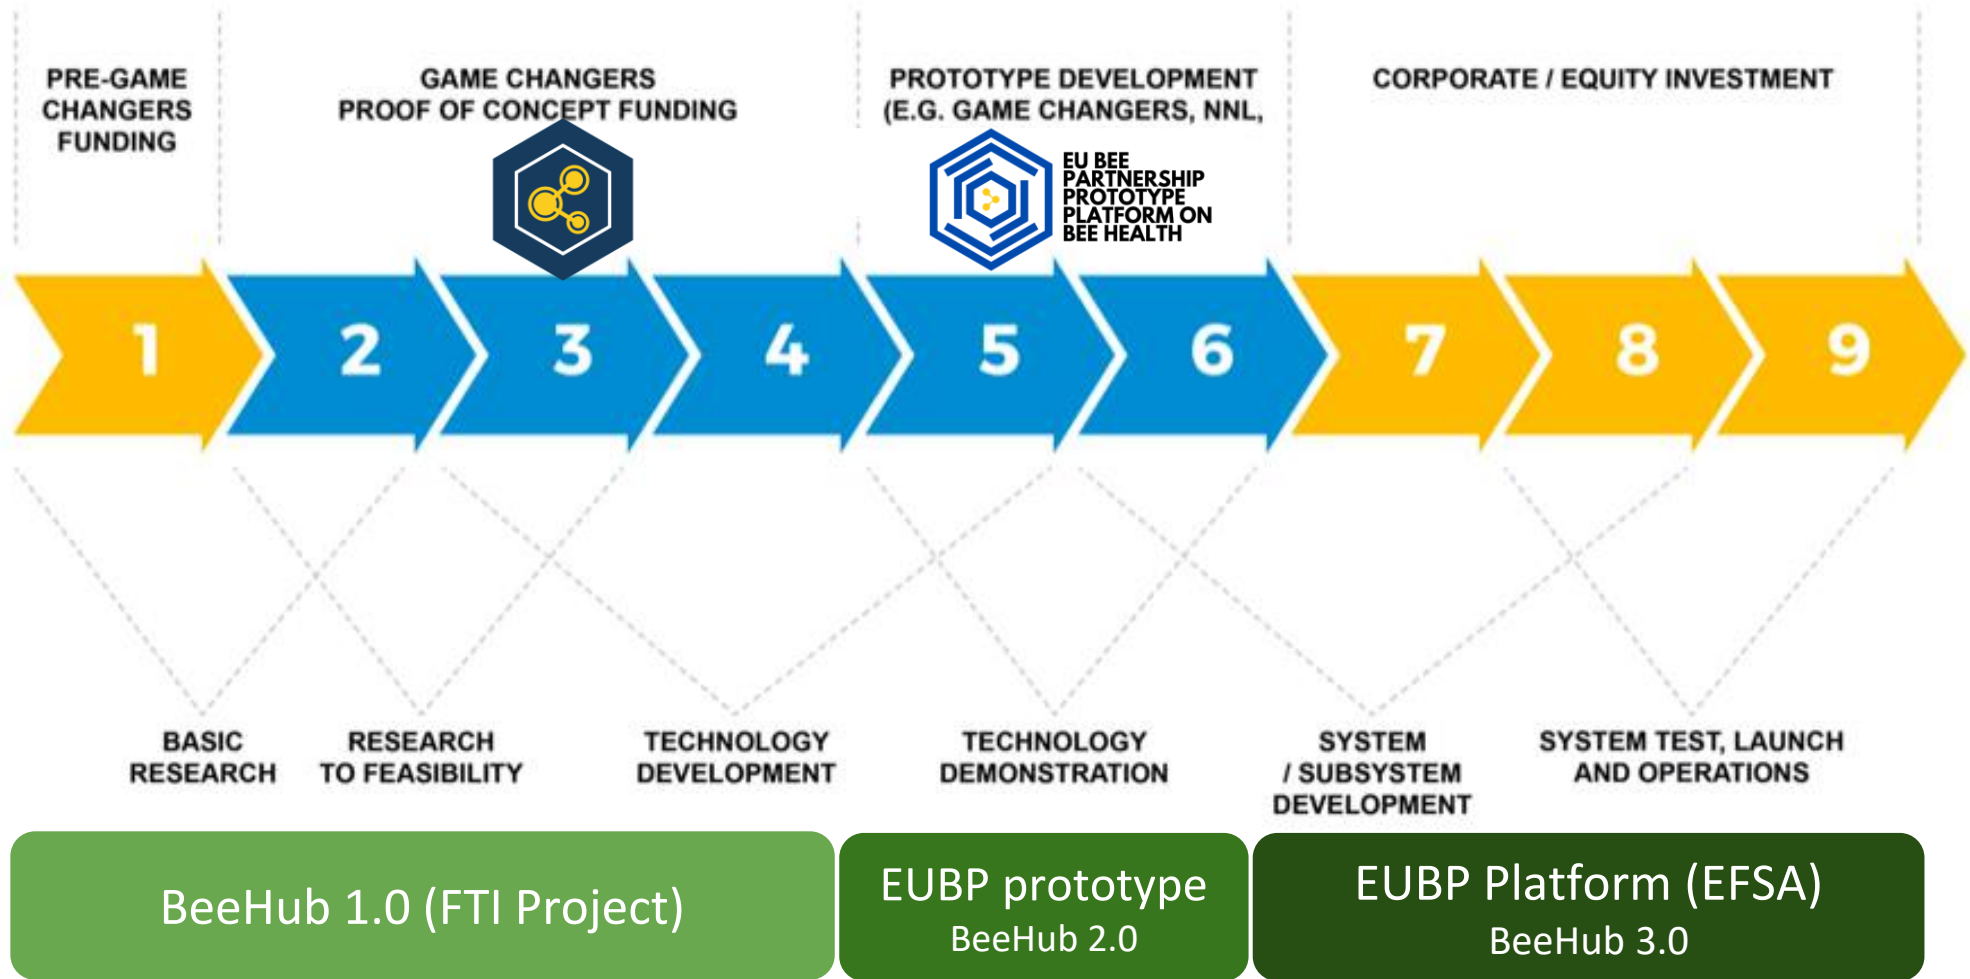 PRE-GAME
CHANGERS
FUNDING
GAME CHANGERS
PROOF OF CONCEPT FUNDING
PROTOTYPE DEVELOPMENT
(E.G. GAME CHANGERS, NNL,
CORPORATE / EQUITY INVESTMENT
EU BEE
PARTNERSHIP
PROTOTYPE
PLATFORM ON
BEE HEALTH
1 2 3 4 5 6 7 8 9
BASIC
RESEARCH
RESEARCH
TO FEASIBILITY
TECHNOLOGY
DEVELOPMENT
TECHNOLOGY
DEMONSTRATION
SYSTEM
/ SUBSYSTEM
DEVELOPMENT
SYSTEM TEST, LAUNCH
AND OPERATIONS
BeeHub 1.0 (FTI Project)
EUBP prototype
BeeHub 2.0
EUBP Platform (EFSA)
BeeHub 3.0